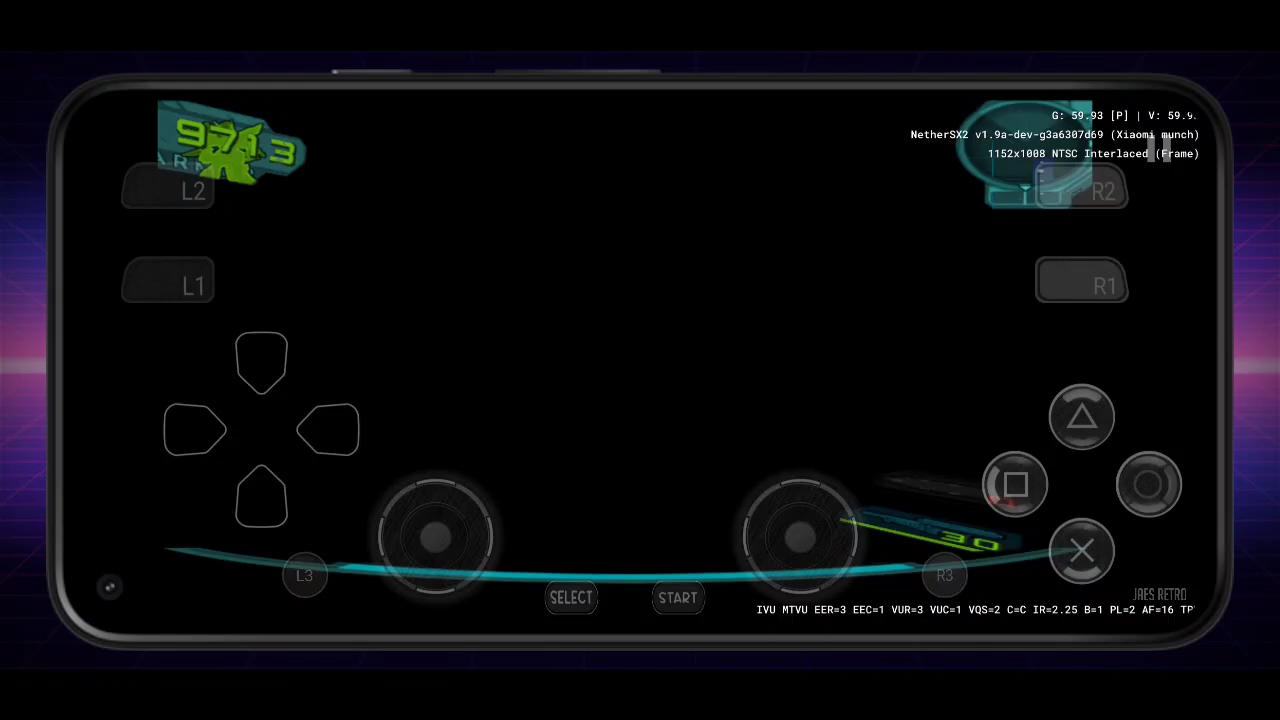 G: 59.93 [P] | V: 59.9
9713
NetherSX2 v1.9a-dev-g3a6307d69 (Xiaomi munch)
1152x1008 NTSC Interlaced (Frame)
L2
R2
L1
R1
30
L3
R3
SELECT
START
JAES RETRO
IVU MTVU EER=3 EEC=1 VUR=3 VUC=1 VQS=2 C=C IR=2.25 B=1 PL=2 AF=16 TP